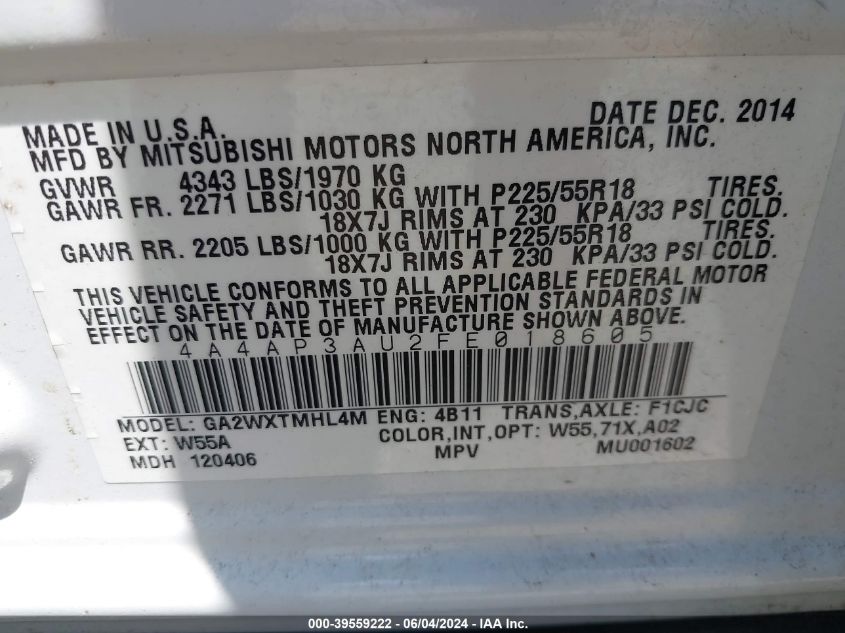 DATE DEC. 2014
MADE IN U.S.A.
MFD BY MITSUBISHI MOTORS NORTH AMERICA, INC.
GVWR 4343 LBS/1970 KG
GAWR FR. 2271 LBS/1030 KG WITH P225/55R18 TIRES.
18X7J RIMS AT 230 KPA/33 PSI COLD.
GAWR RR. 2205 LBS/1000 KG WITH P225/55R18 TIRES.
18X7J RIMS AT 230 KPA/33 PSI COLD.
THIS VEHICLE CONFORMS TO ALL APPLICABLE FEDERAL MOTOR
VEHICLE SAFETY AND THEFT PREVENTION STANDARDS IN
EFFECT ON THE DATE OF MANUFACTURE SHOWN ABOVE.
4A4AP3AU2FE018605
MODEL: GA2WXTMHL4M ENG: 4B11 TRANS,AXLE: F1CJC
EXT: W55A COLOR,INT,OPT: W55,71X,A02
MDH 120406 MPV MU001602
000-39559222 - 06/04/2024 - IAA Inc.